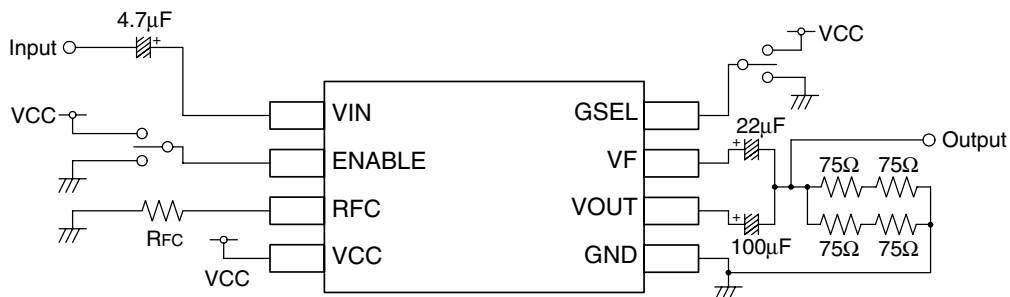 4.7µF
+
Input
VCC
VCC
VIN
GSEL
22µF
+
Output
ENABLE
VF
75Ω 75Ω
RFC
RFC
VOUT
+
100µF
75Ω 75Ω
VCC
VCC
GND